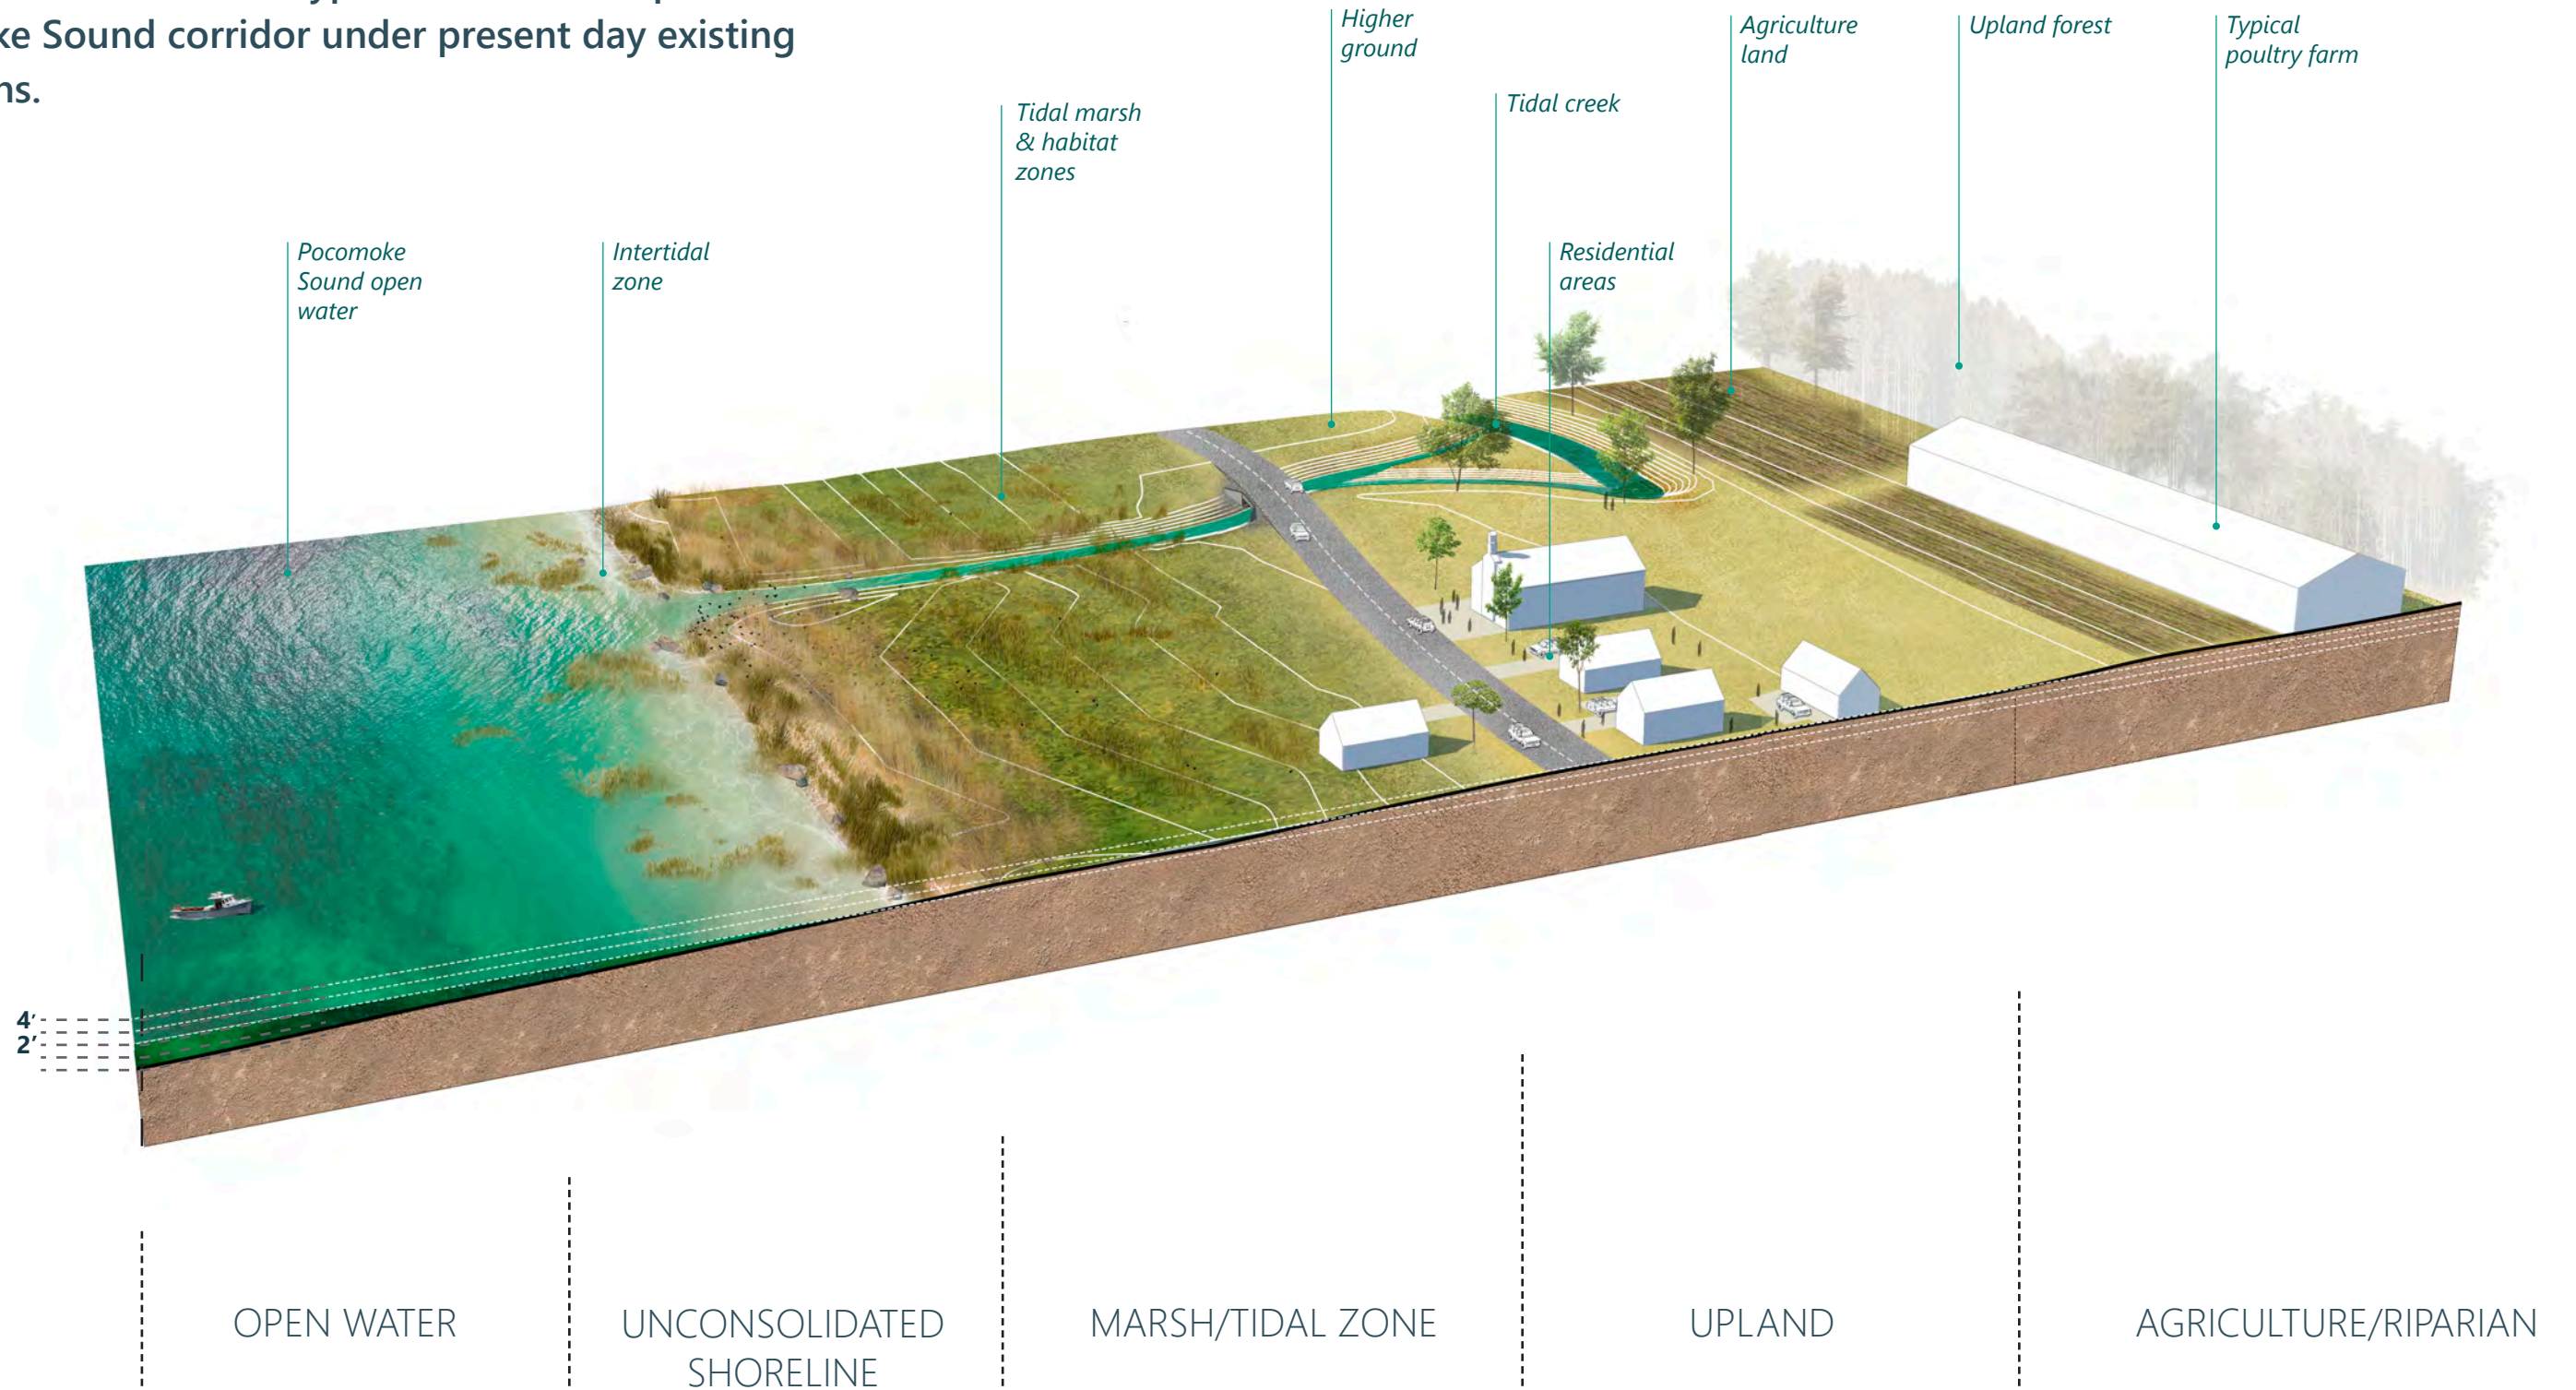 ke Sound corridor under present day existing
ns.
Higher
ground
Agriculture
land
Upland forest
Typical
poultry farm
Tidal marsh
& habitat
zones
Tidal creek
Pocomoke
Sound open
water
Intertidal
zone
Residential
areas
4'
2'
OPEN WATER
UNCONSOLIDATED
SHORELINE
MARSH/TIDAL ZONE
UPLAND
AGRICULTURE/RIPARIAN